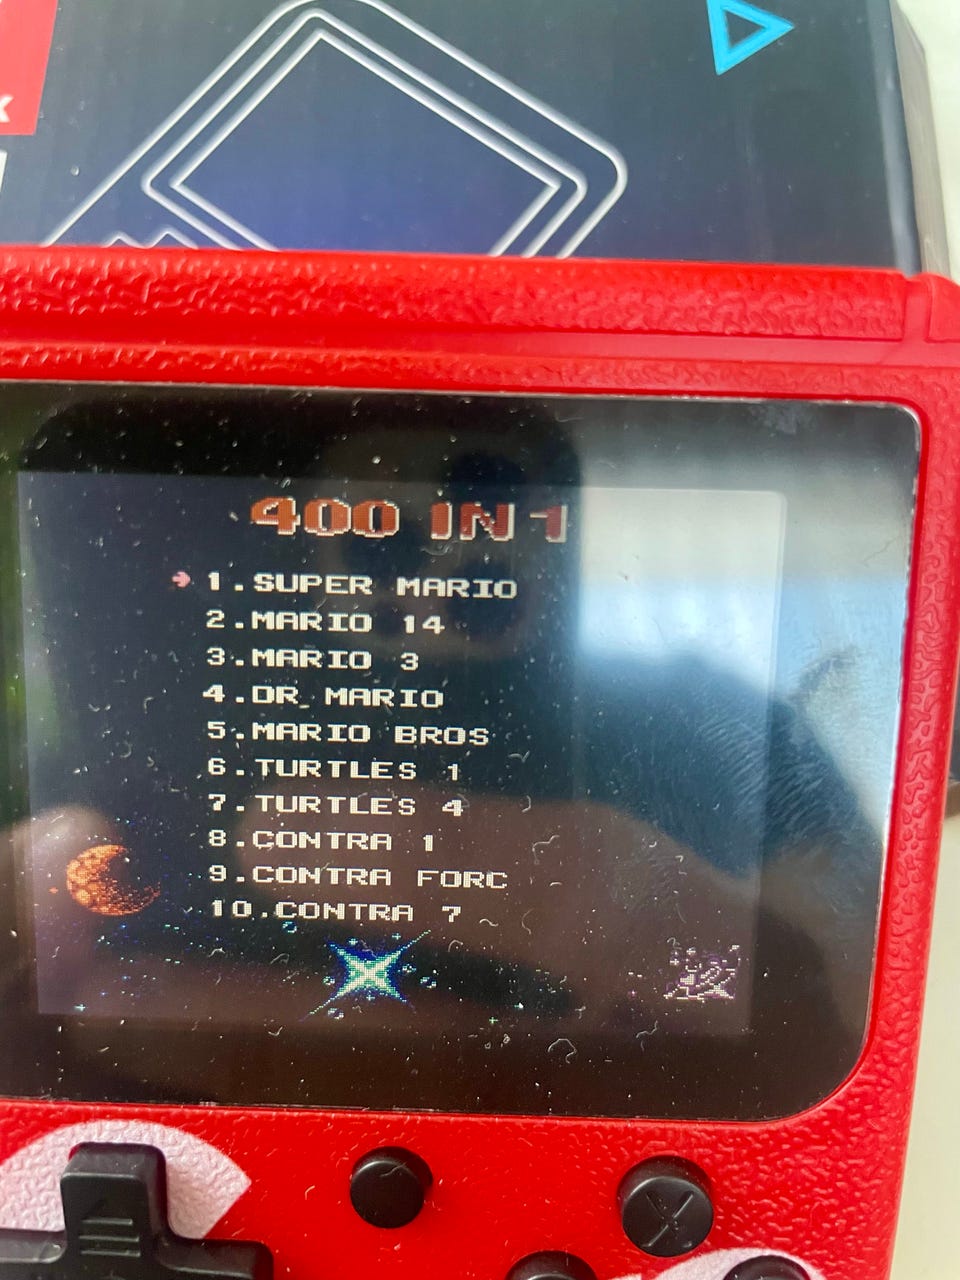 K
400 IN 1
1.SUPER MARIO
2.MARIO 14
3.MARIO 3
4.DR. MARIO
5.MARIO BROS
6.TURTLES 1
7.TURTLES 4
8.CONTRA 1
9.CONTRA FORC
10.CONTRA 7
X